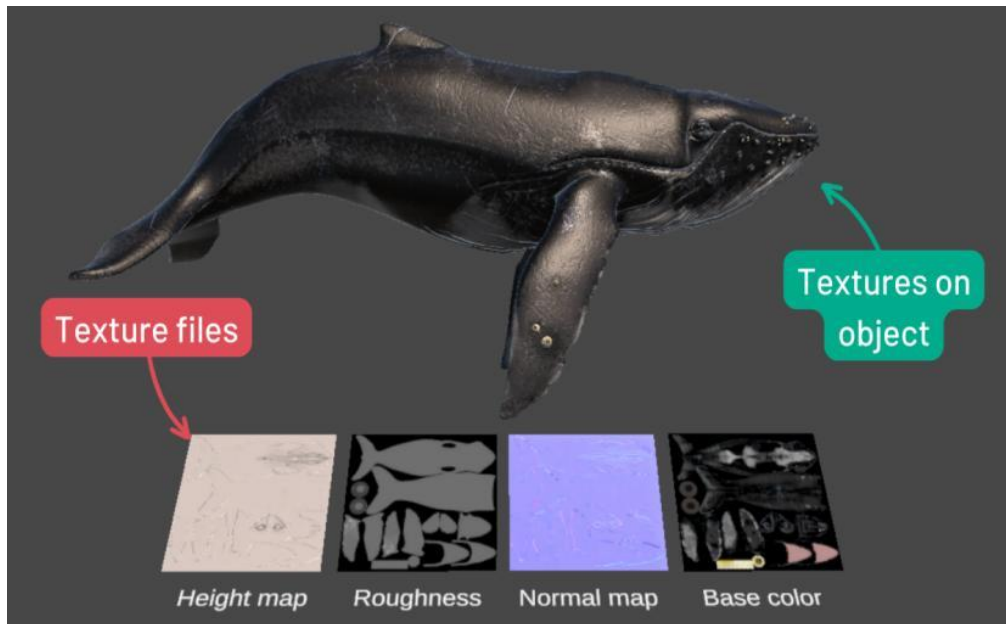 Textures on
object
Texture files
Height map
Roughness
Normal map
Base color